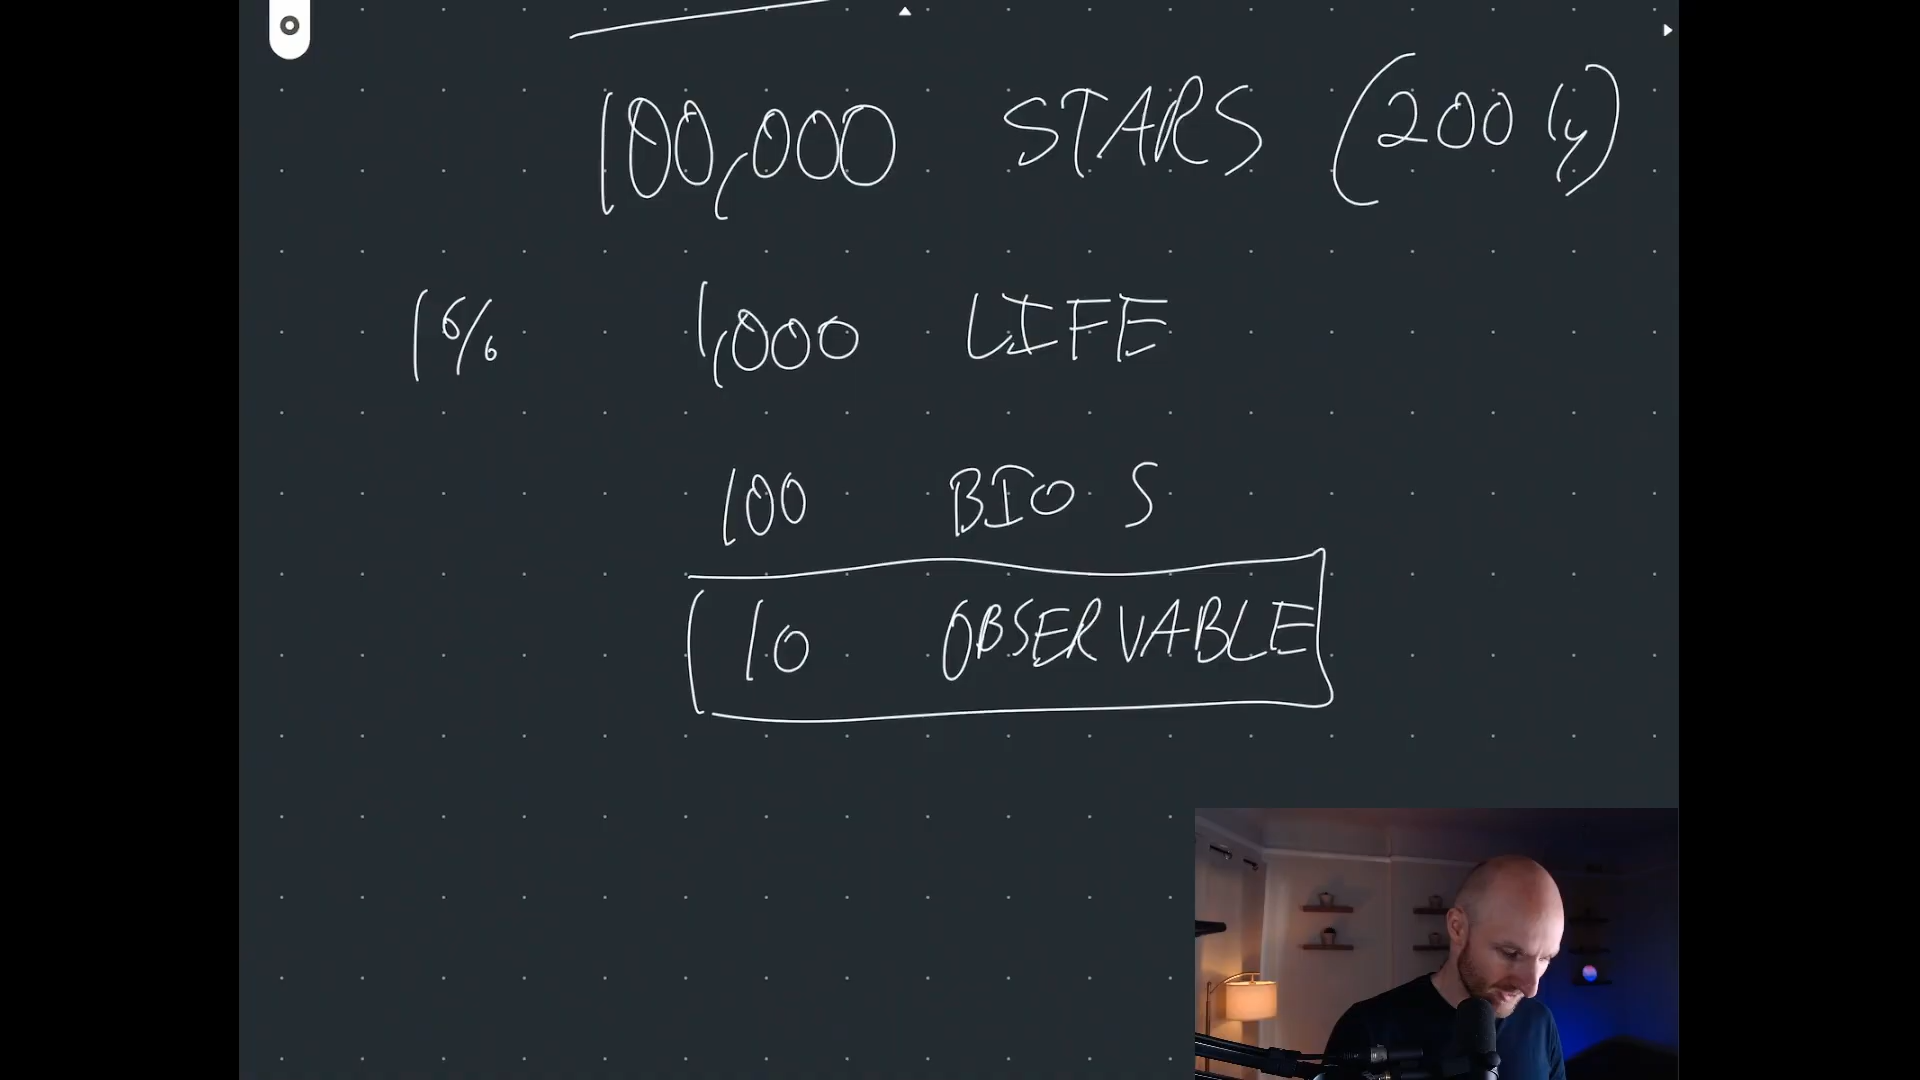 100,000 STARS (200 ly)
1% 1,000 LIFE
100 BIO S
10 OBSERVABLE